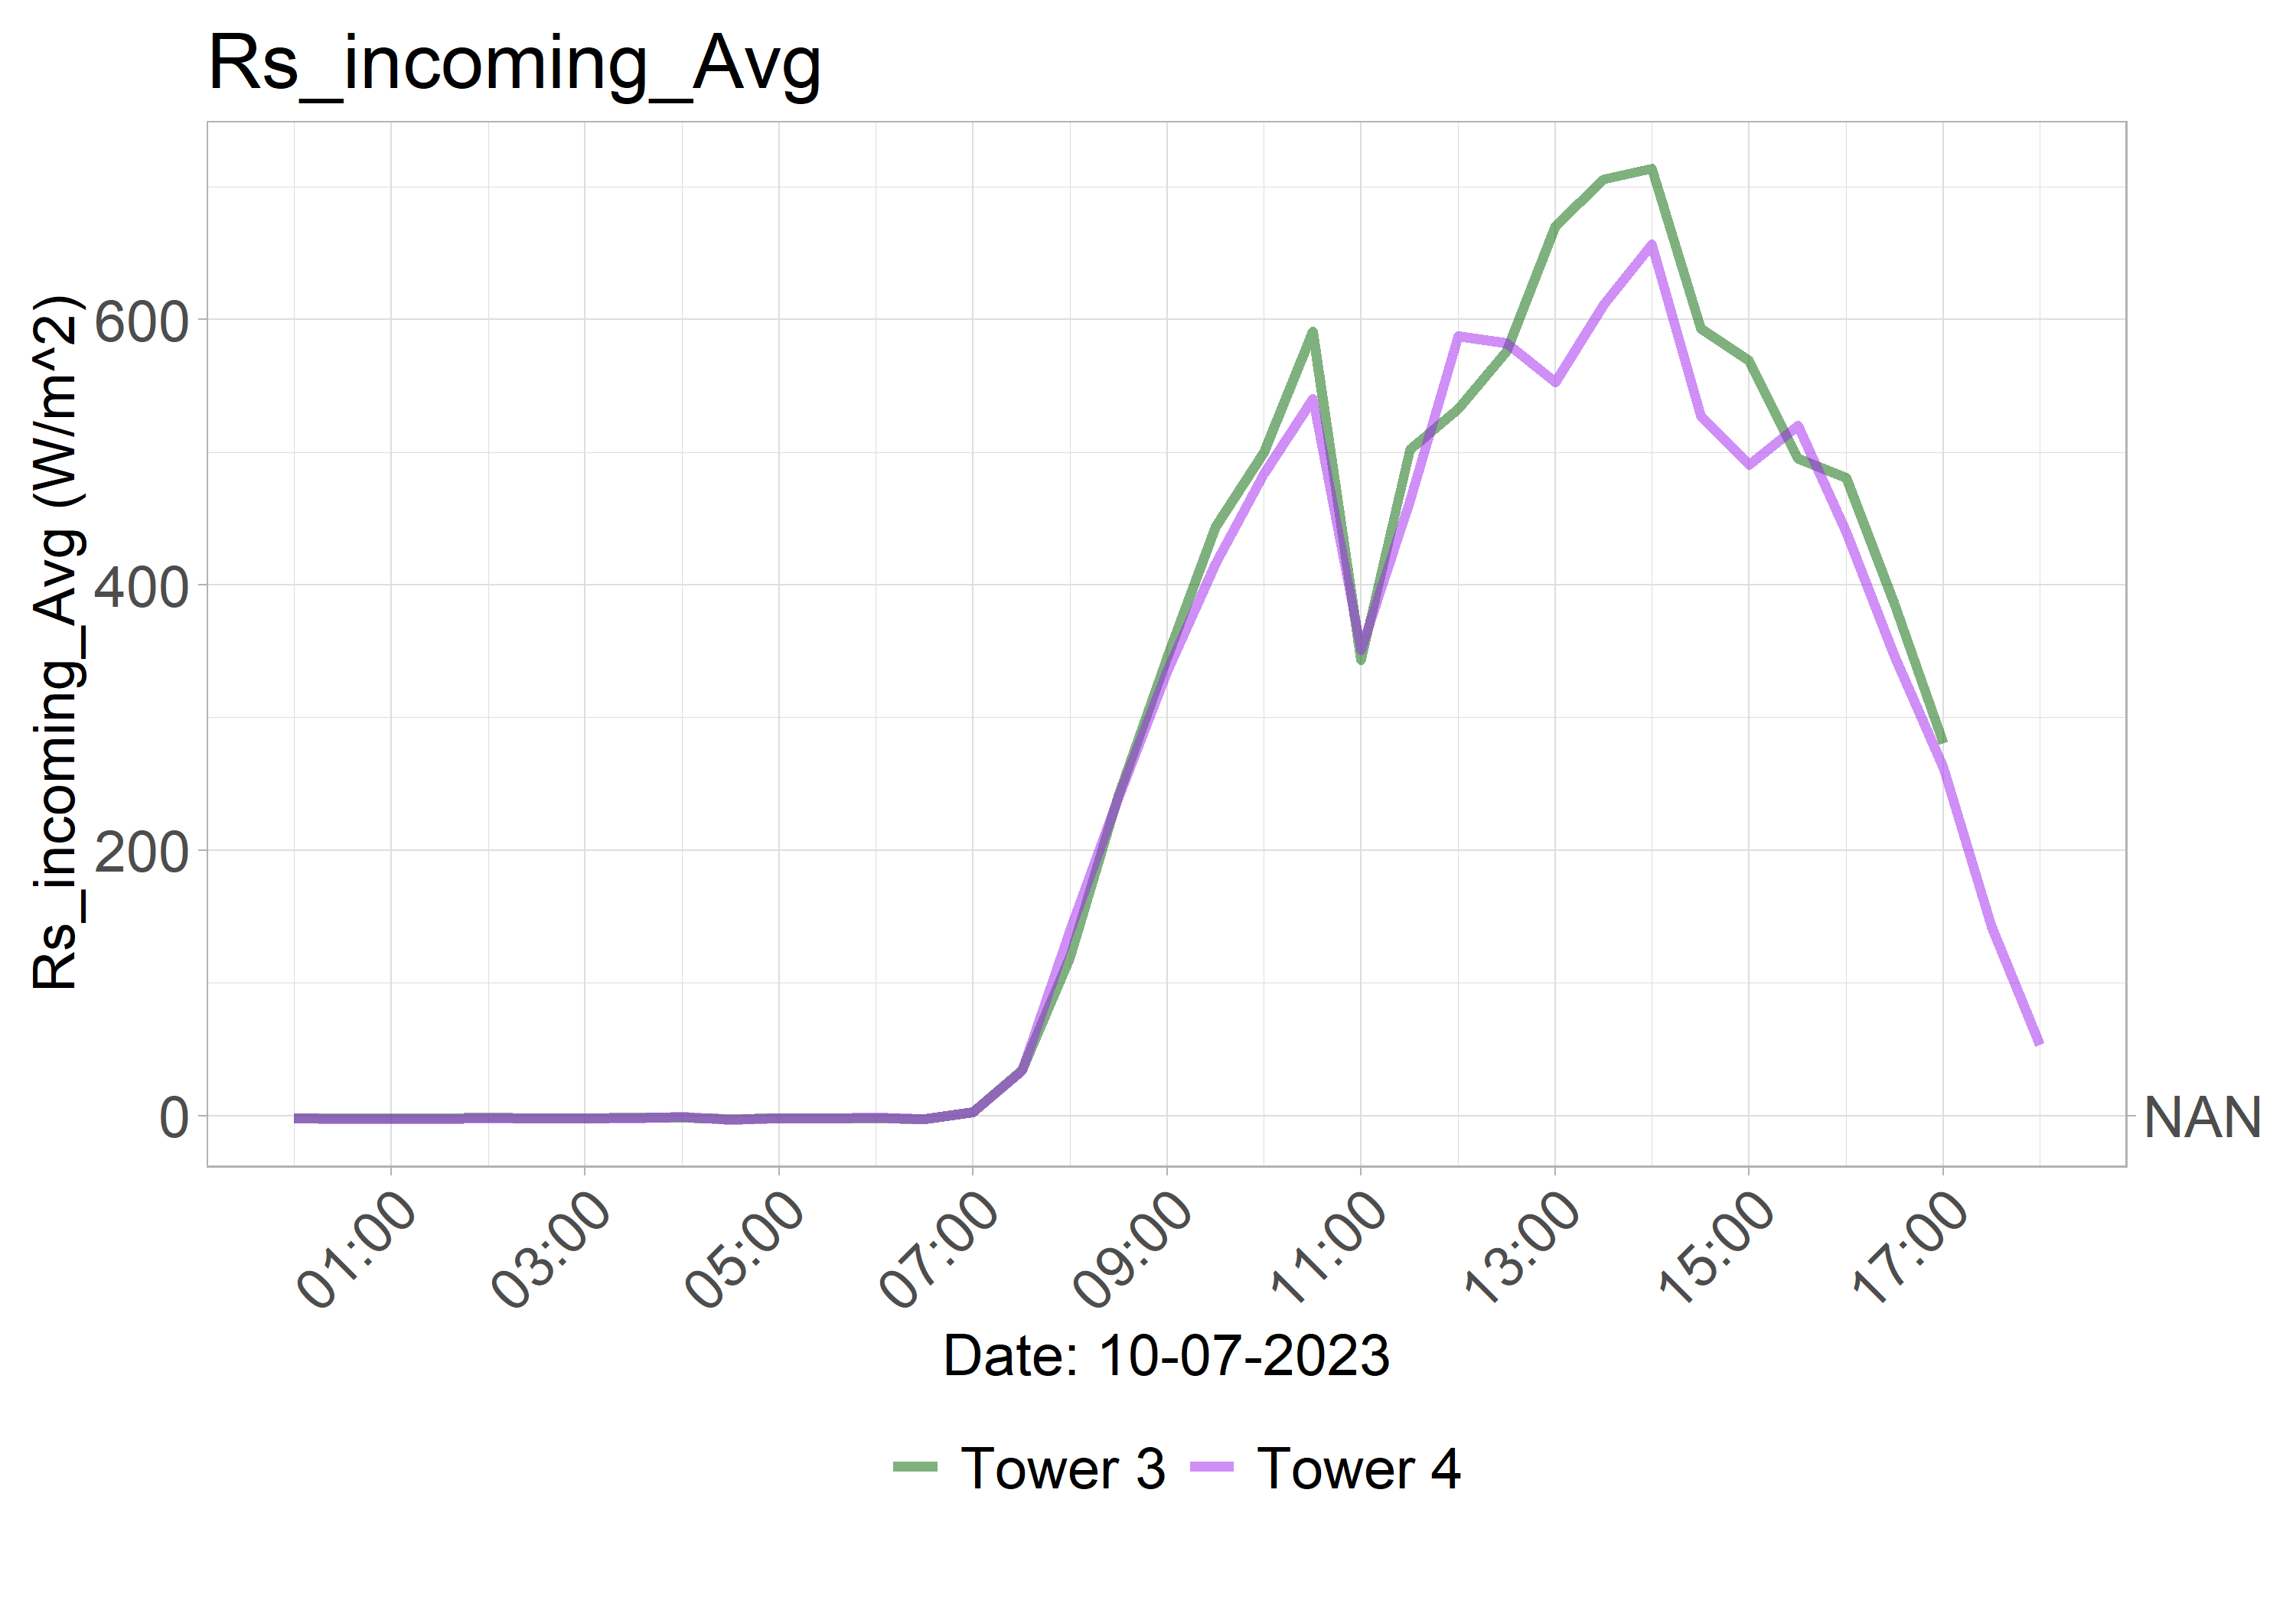 Rs_incoming_Avg
Rs_incoming_Avg (W/m^2)
600
400
200
0
NAN
01:00
03:00
05:00
07:00
09:00
11:00
13:00
15:00
17:00
Date: 10-07-2023
Tower 3
Tower 4